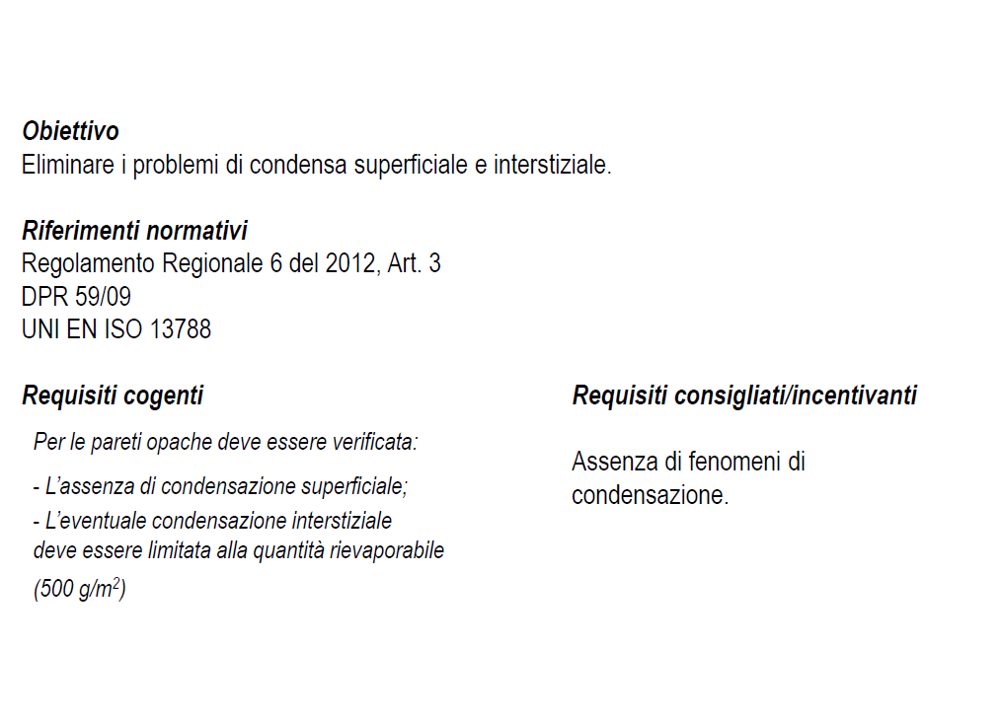 Obiettivo
Eliminare i problemi di condensa superficiale e interstiziale.
Riferimenti normativi
Regolamento Regionale 6 del 2012, Art. 3
DPR 59/09
UNI EN ISO 13788
Requisiti cogenti
Per le pareti opache deve essere verificata:
- L'assenza di condensazione superficiale;
- L'eventuale condensazione interstiziale
deve essere limitata alla quantità rievaporabile
(500 g/m²)
Requisiti consigliati/incentivanti
Assenza di fenomeni di
condensazione.